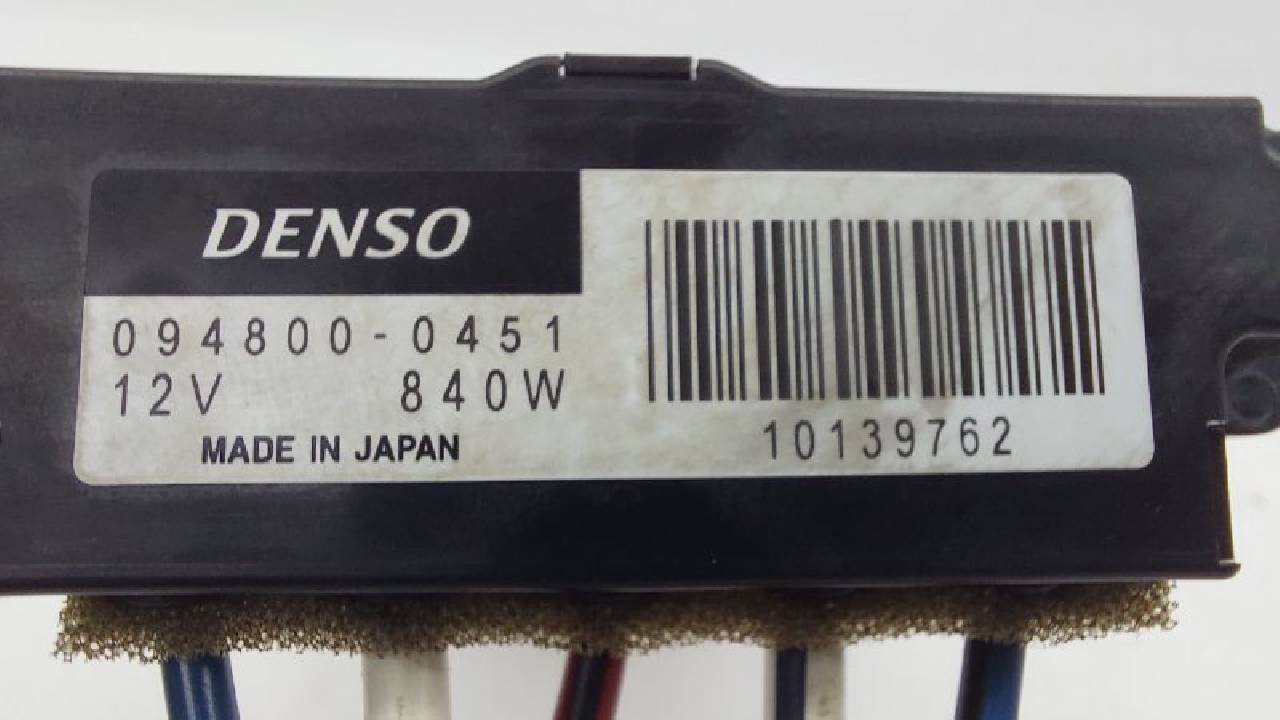 DENSO
094800-0451
12V 840W
MADE IN JAPAN
10139762